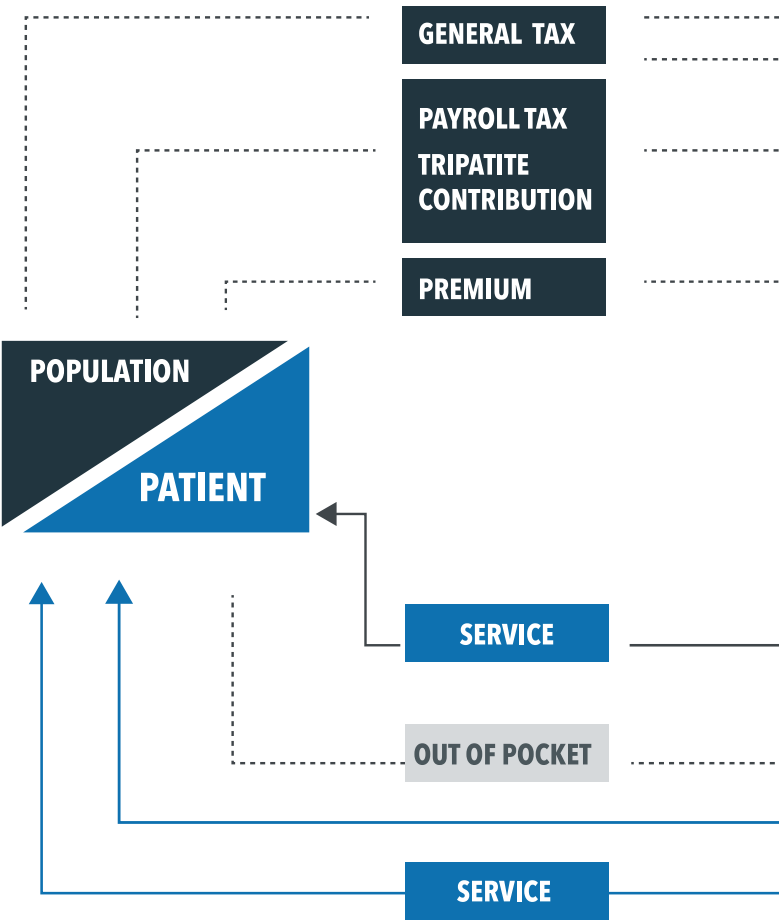 GENERAL TAX
PAYROLL TAX
TRIPATITE
CONTRIBUTION
PREMIUM
POPULATION
PATIENT
SERVICE
OUT OF POCKET
SERVICE